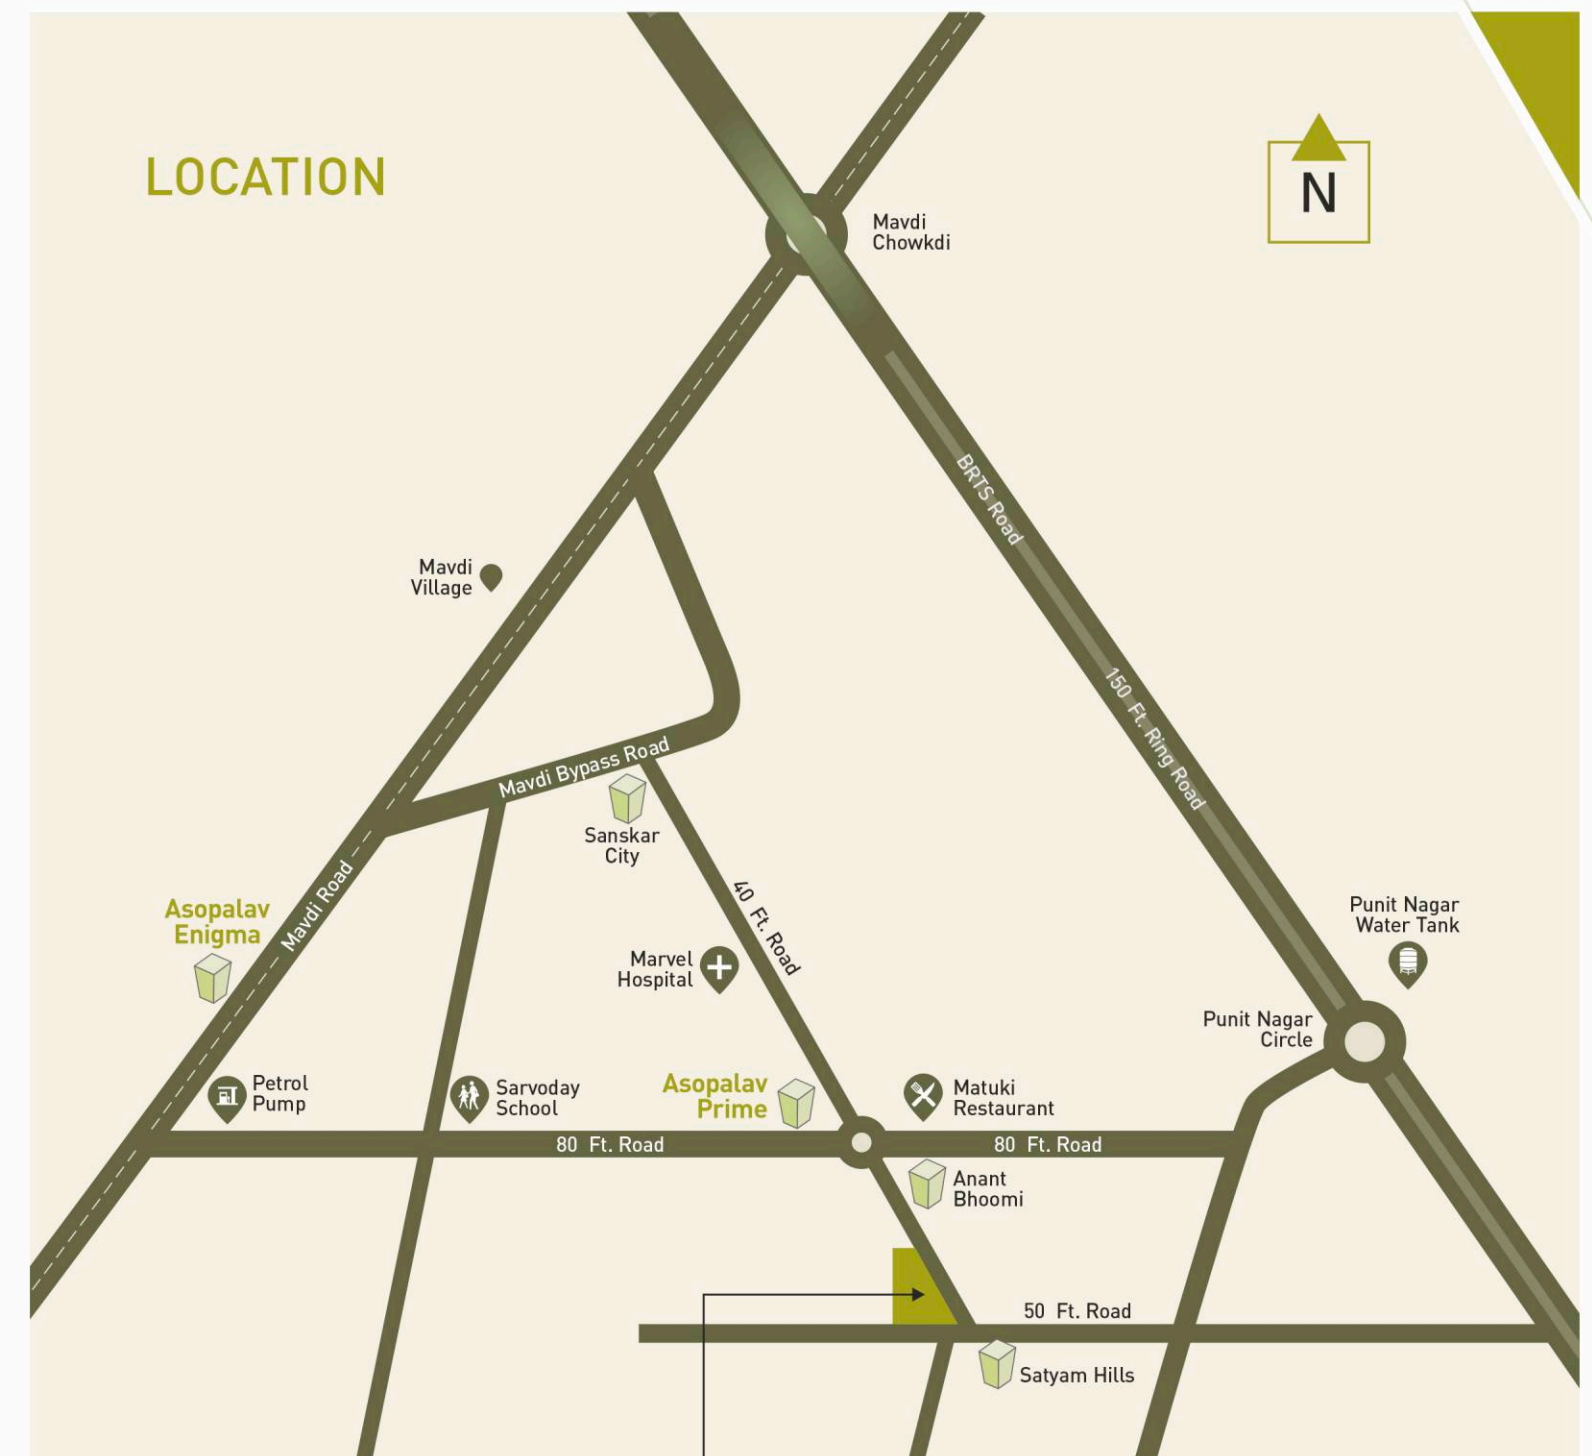 LOCATION
N
Mavdi
Chowkdi
BRTS Road
Mavdi
Village
150 Ft. Ring Road
Mavdi Bypass Road
Sanskar
City
40 Ft. Road
Mavdi Road
Asopalav
Enigma
Punit Nagar
Water Tank
Marvel
Hospital
Punit Nagar
Circle
Petrol
Pump
Sarvoday
School
Asopalav
Prime
Matuki
Restaurant
80 Ft. Road
80 Ft. Road
Anant
Bhoomi
50 Ft. Road
Satyam Hills